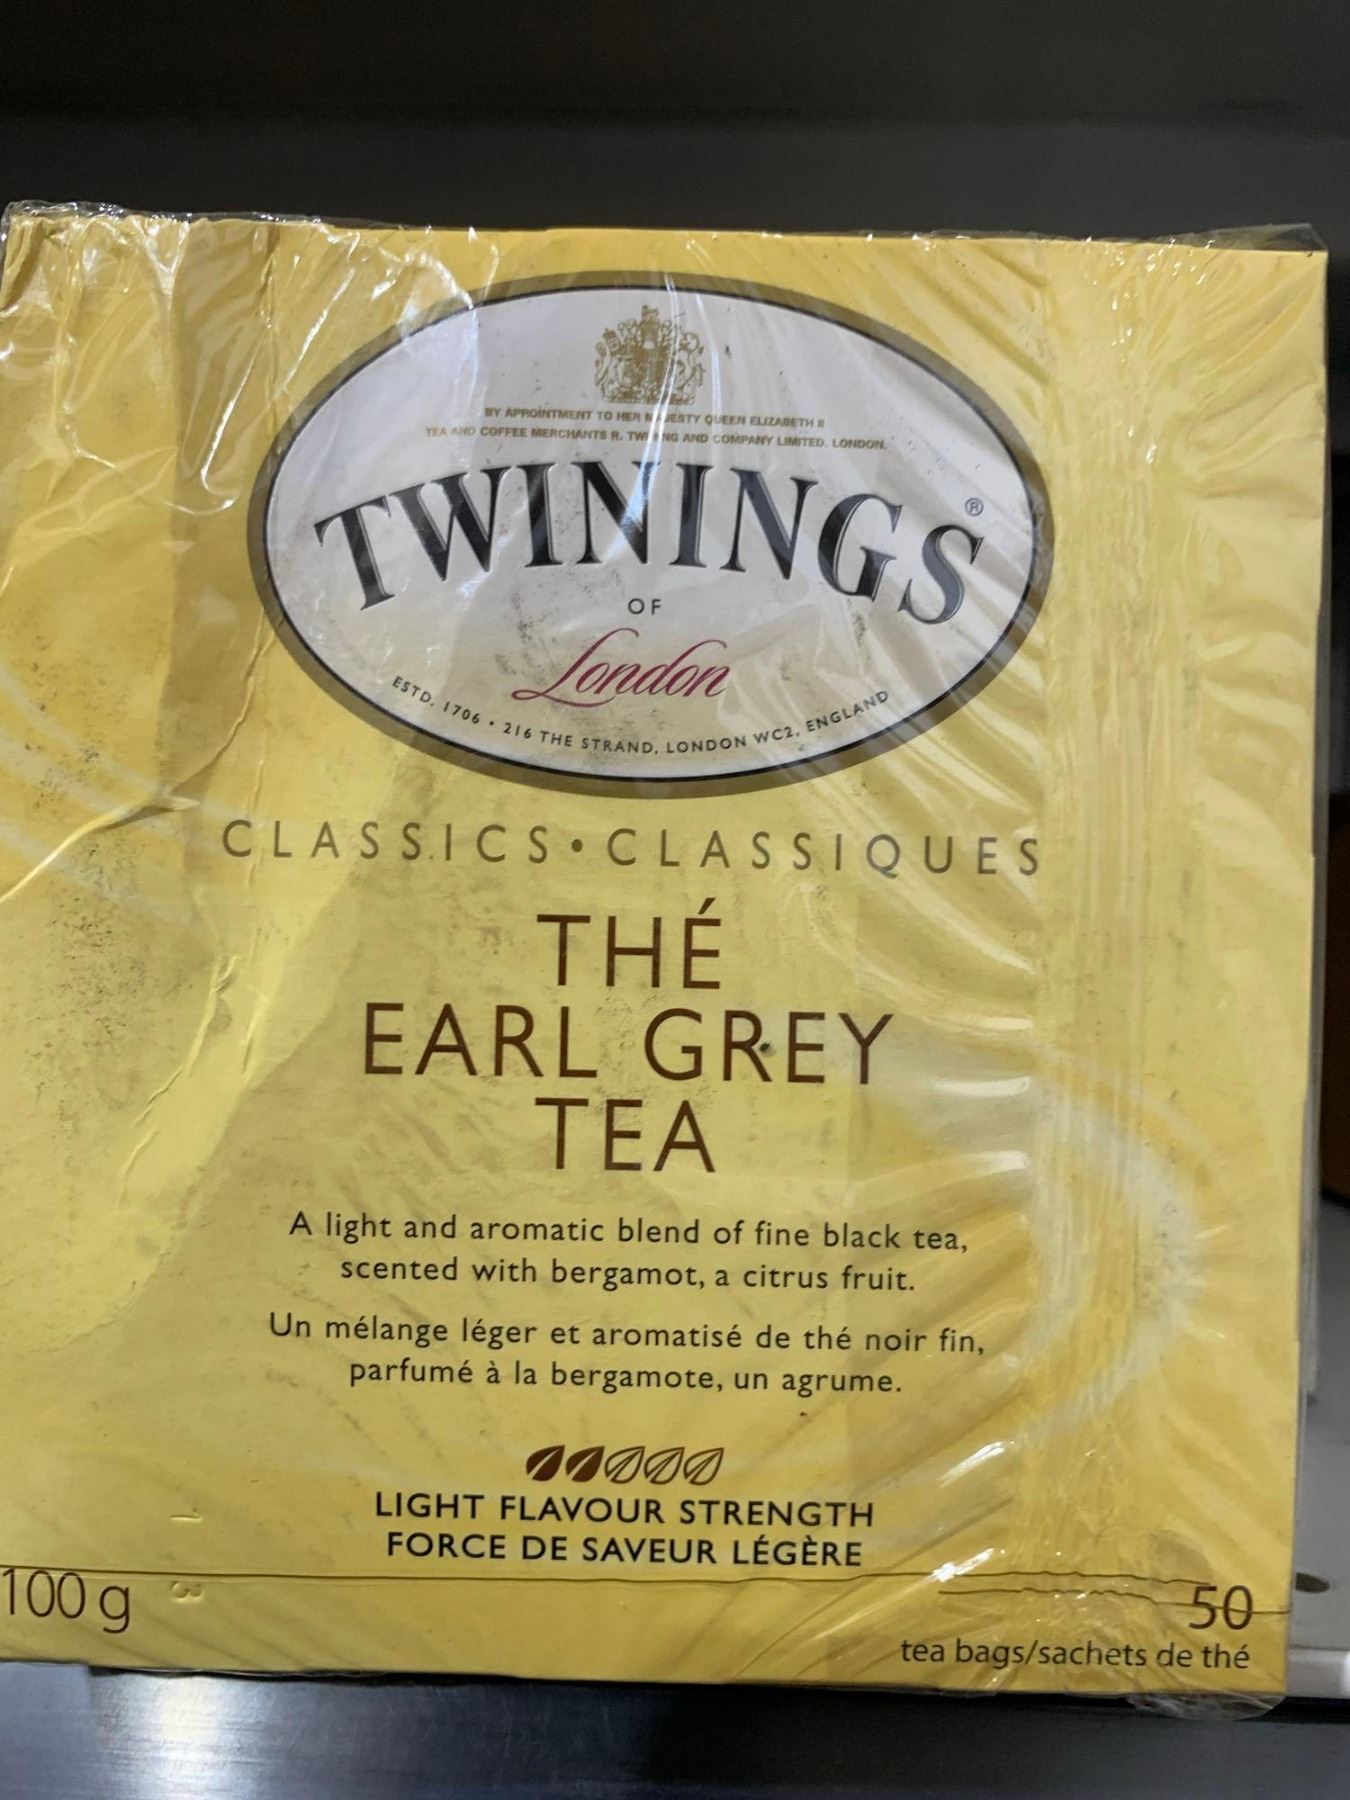 BY APPOINTMENT TO HER MAJESTY QUEEN ELIZABETH II
TEA AND COFFEE MERCHANTS R. TWINING AND COMPANY LIMITED, LONDON.
TWININGS®
OF
London
ESTD. 1706 • 216 THE STRAND, LONDON WC2, ENGLAND
CLASSICS • CLASSIQUES
THÉ
EARL GREY
TEA
A light and aromatic blend of fine black tea,
scented with bergamot, a citrus fruit.
Un mélange léger et aromatisé de thé noir fin,
parfumé à la bergamote, un agrume.
LIGHT FLAVOUR STRENGTH
FORCE DE SAVEUR LÉGÈRE
100 g
50
tea bags/sachets de thé